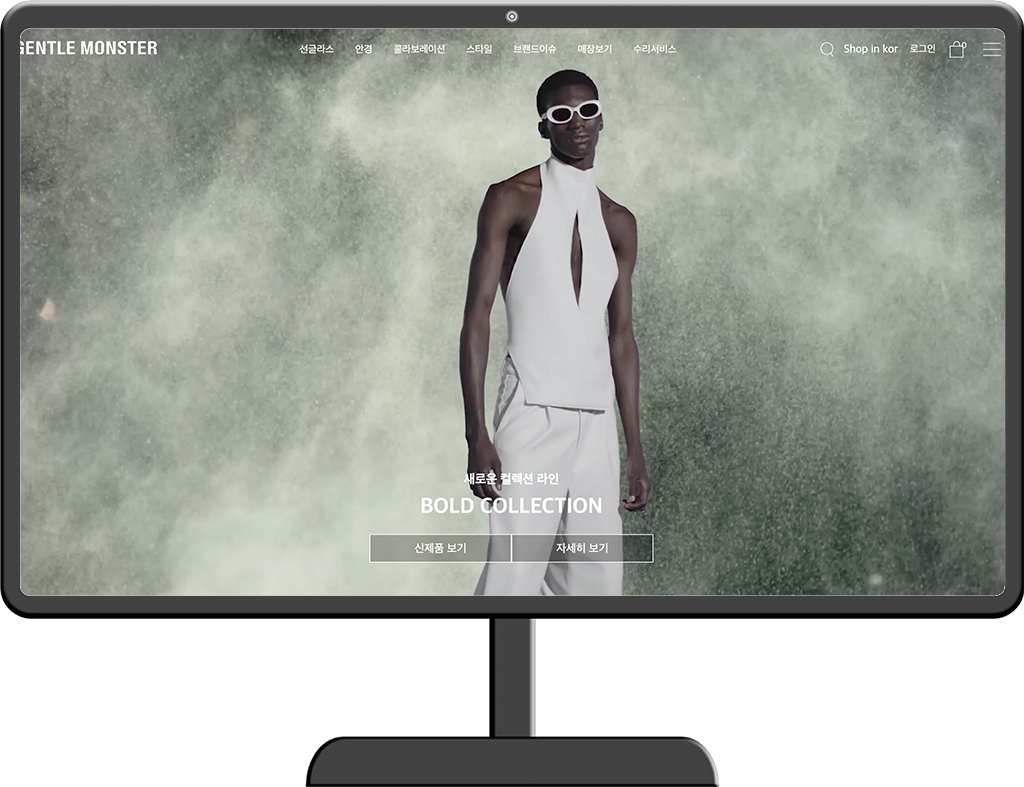 GENTLE MONSTER 선글라스 안경 콜라보레이션 스타일 브랜드이슈 매장보기 수리서비스 Shop in kor 로그인 0
새로운 컬렉션 라인
BOLD COLLECTION
신제품 보기 자세히 보기